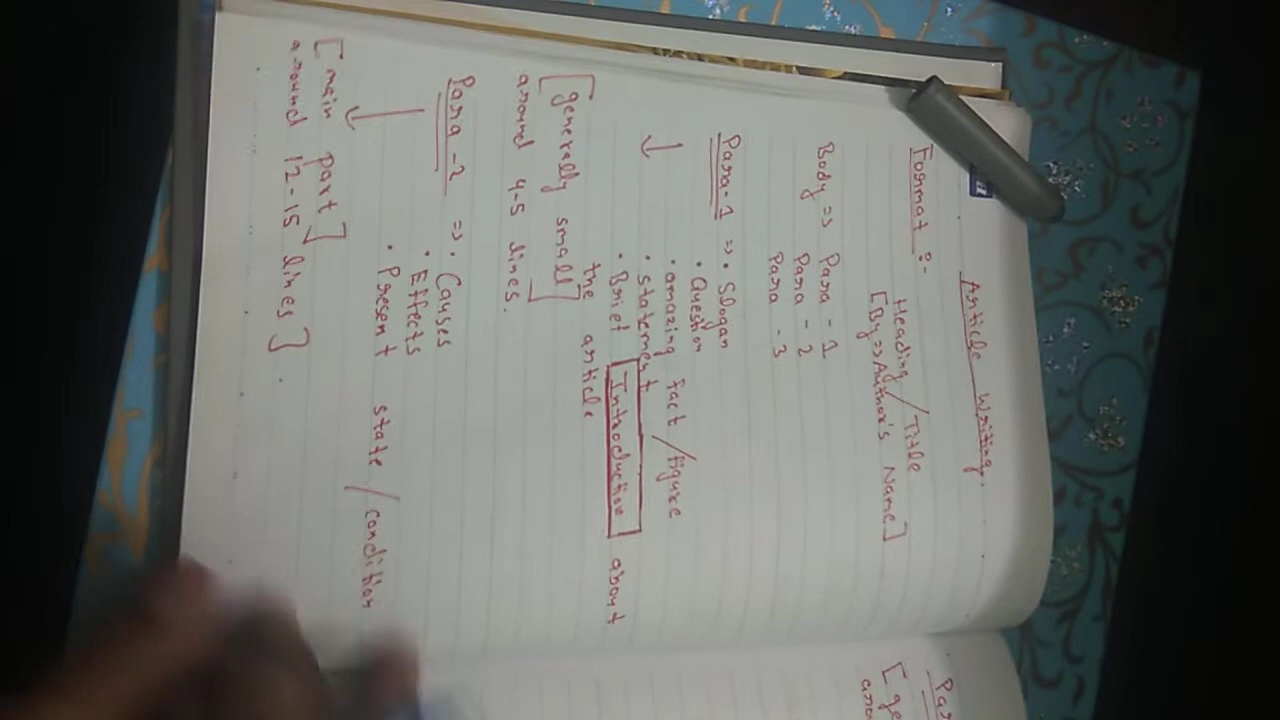 Article Writing.
Format :-
Heading/Title
[By => Author's Name]
Body => Para - 1
Para - 2
Para - 3
Para-1 => • Slogan
• Question
• amazing fact/figure
• statement
• Brief Introduction about
the article
[generally small]
around 4-5 lines.
Para-2 => • Causes
• Effects
• Present state/condition
[main part]
around 12-15 lines].